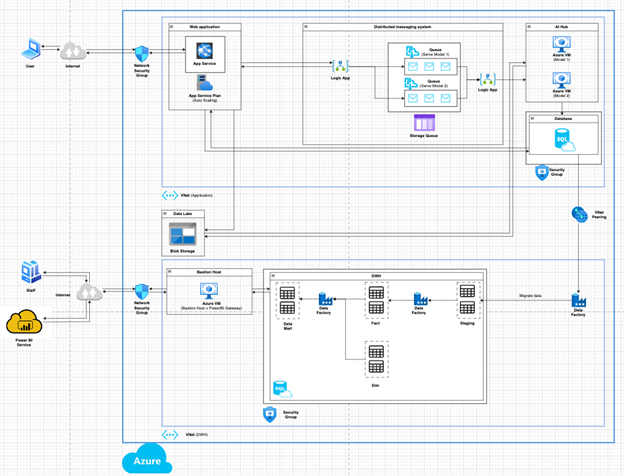 Web application
Distributed messaging system
AI Hub
App Service
App Service Plan
(Auto Scaling)
User
Internet
Network
Security
Group
Logic App
Queue
(Serve Model 1)
Queue
(Serve Model 2)
Logic App
Storage Queue
Azure VM
(Model 1)
Azure VM
(Model 2)
Database
SQL
Security
Group
VNet (Application)
VNet
Peering
Data Lake
Blob Storage
Staff
Internet
Power BI
Service
Network
Security
Group
Bastion Host
Azure VM
(Bastion Host + PowerBI Gateway)
DWH
Data
Mart
Data
Factory
Fact
Data
Factory
Staging
Migrate data
Data
Factory
Dim
SQL
Security
Group
VNet (DWH)
Azure